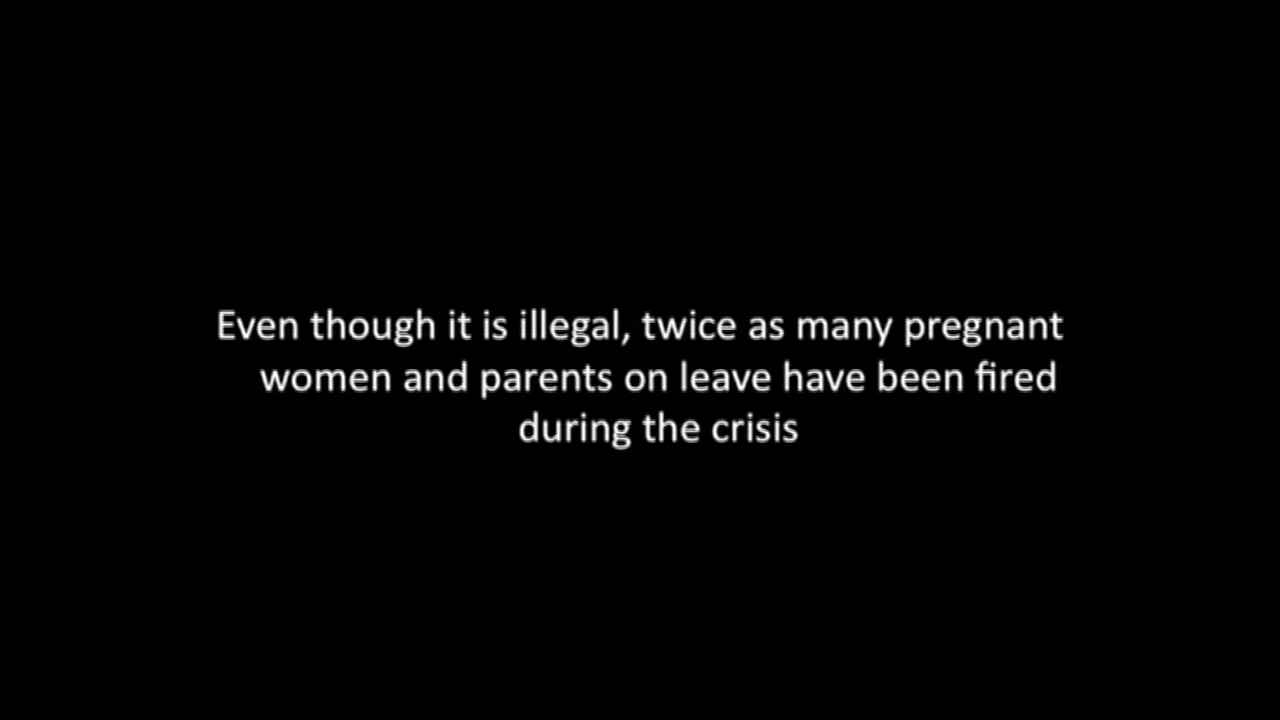 Even though it is illegal, twice as many pregnant
women and parents on leave have been fired
during the crisis